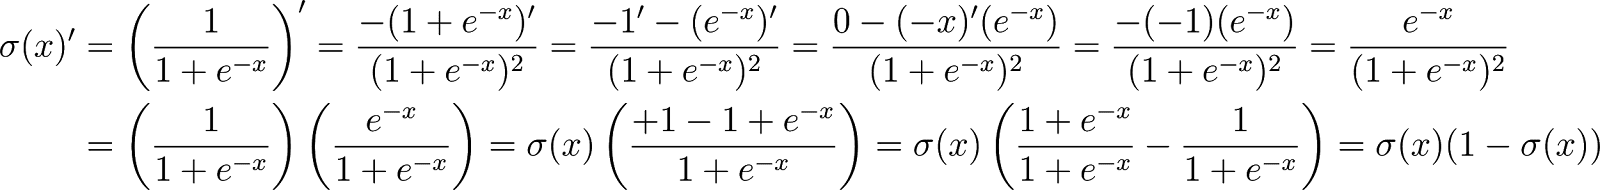 σ(x)′ = (1 / (1 + e^{-x}))′ = -(1 + e^{-x})′ / (1 + e^{-x})^2 = (-1′ - (e^{-x})′) / (1 + e^{-x})^2 = (0 - (-x)′(e^{-x})) / (1 + e^{-x})^2 = (-(-1)(e^{-x})) / (1 + e^{-x})^2 = e^{-x} / (1 + e^{-x})^2
= (1 / (1 + e^{-x})) (e^{-x} / (1 + e^{-x})) = σ(x) ((+1 - 1 + e^{-x}) / (1 + e^{-x})) = σ(x) ((1 + e^{-x}) / (1 + e^{-x}) - 1 / (1 + e^{-x})) = σ(x)(1 - σ(x))